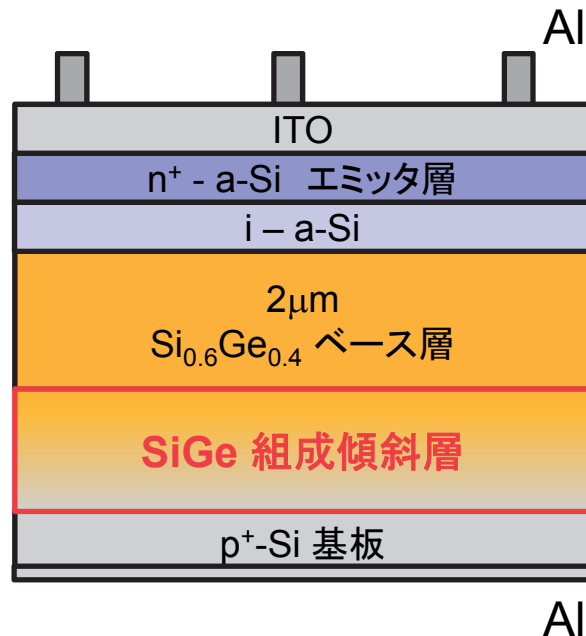 Al
ITO
n⁺ - a-Si エミッタ層
i – a-Si
2μm
Si₀.₆Ge₀.₄ ベース層
SiGe 組成傾斜層
p⁺-Si 基板
Al